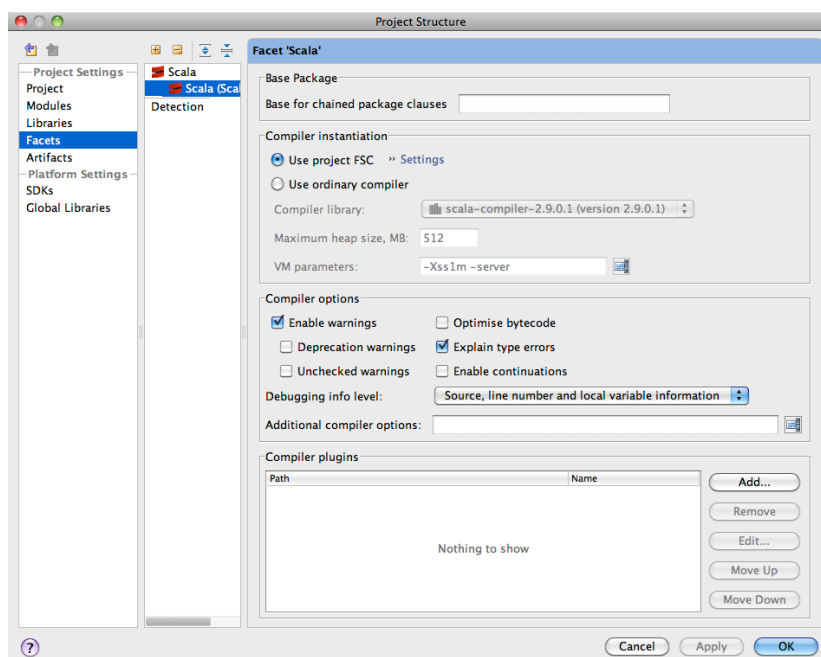 Project Structure
Project Settings
Project
Modules
Libraries
Facets
Artifacts
Platform Settings
SDKs
Global Libraries
Scala
Scala (Scal
Detection
Facet 'Scala'
Base Package
Base for chained package clauses
Compiler instantiation
Use project FSC » Settings
Use ordinary compiler
Compiler library: scala-compiler-2.9.0.1 (version 2.9.0.1)
Maximum heap size, MB: 512
VM parameters: -Xss1m -server
Compiler options
Enable warnings Optimise bytecode
Deprecation warnings Explain type errors
Unchecked warnings Enable continuations
Debugging info level: Source, line number and local variable information
Additional compiler options:
Compiler plugins
Path Name
Nothing to show
Add...
Remove
Edit...
Move Up
Move Down
? Cancel Apply OK